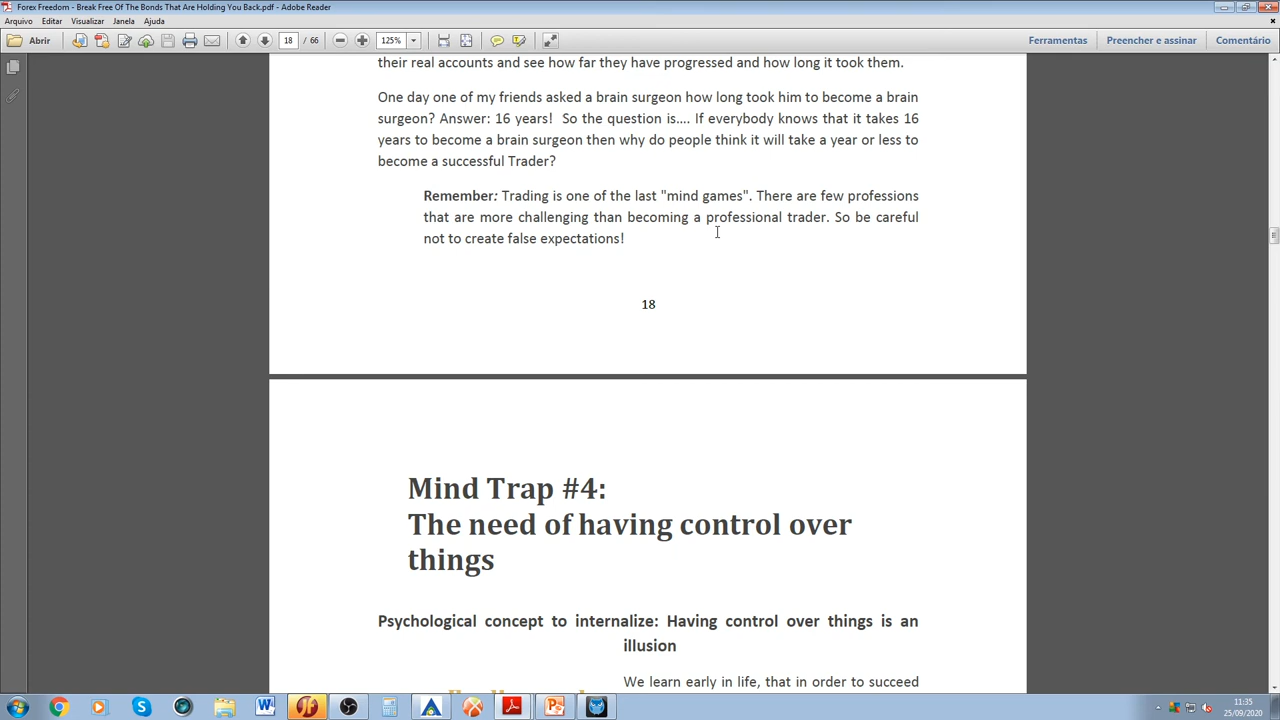 Forex Freedom - Break Free Of The Bonds That Are Holding You Back.pdf - Adobe Reader
Arquivo Editar Visualizar Janela Ajuda
Abrir 18 / 66 125% Ferramentas Preencher e assinar Comentário
their real accounts and see how far they have progressed and how long it took them.
One day one of my friends asked a brain surgeon how long took him to become a brain
surgeon? Answer: 16 years! So the question is…. If everybody knows that it takes 16
years to become a brain surgeon then why do people think it will take a year or less to
become a successful Trader?
Remember: Trading is one of the last "mind games". There are few professions
that are more challenging than becoming a professional trader. So be careful
not to create false expectations!
18
Mind Trap #4:
The need of having control over
things
Psychological concept to internalize: Having control over things is an
illusion
We learn early in life, that in order to succeed
11:35
25/09/2020